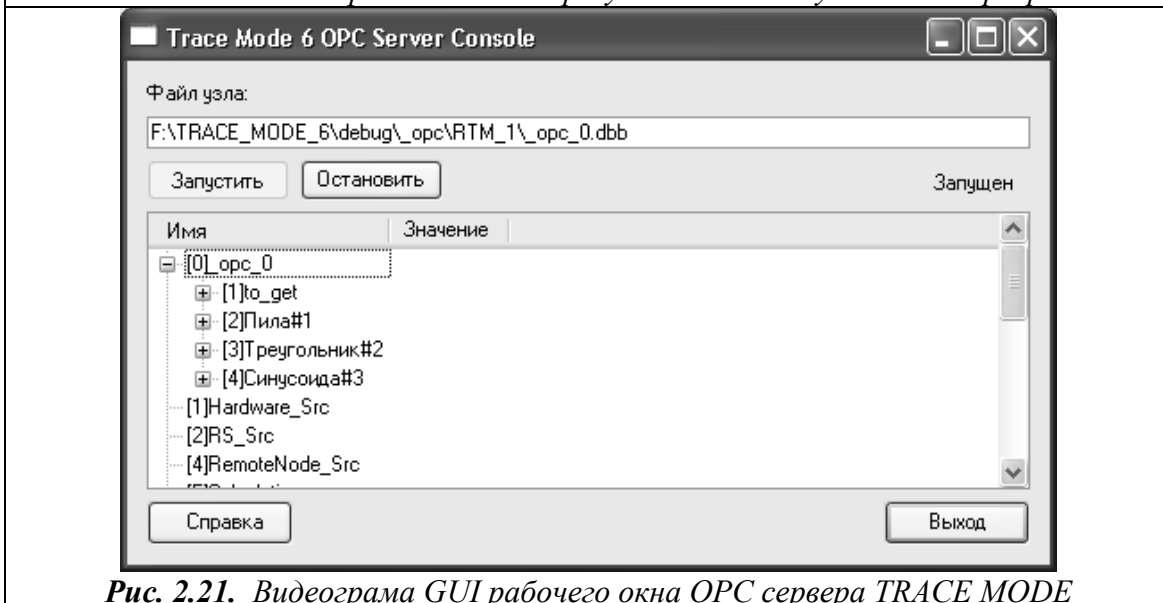 Trace Mode 6 OPC Server Console
Файл узла:
F:\TRACE_MODE_6\debug\_opc\RTM_1\_opc_0.dbb
Запустить Остановить Запущен
Имя Значение
[0]_opc_0
[1]to_get
[2]Пила#1
[3]Треугольник#2
[4]Синусоида#3
[1]Hardware_Src
[2]RS_Src
[4]RemoteNode_Src
Справка Выход
Рис. 2.21. Видеограма GUI рабочего окна OPC сервера TRACE MODE